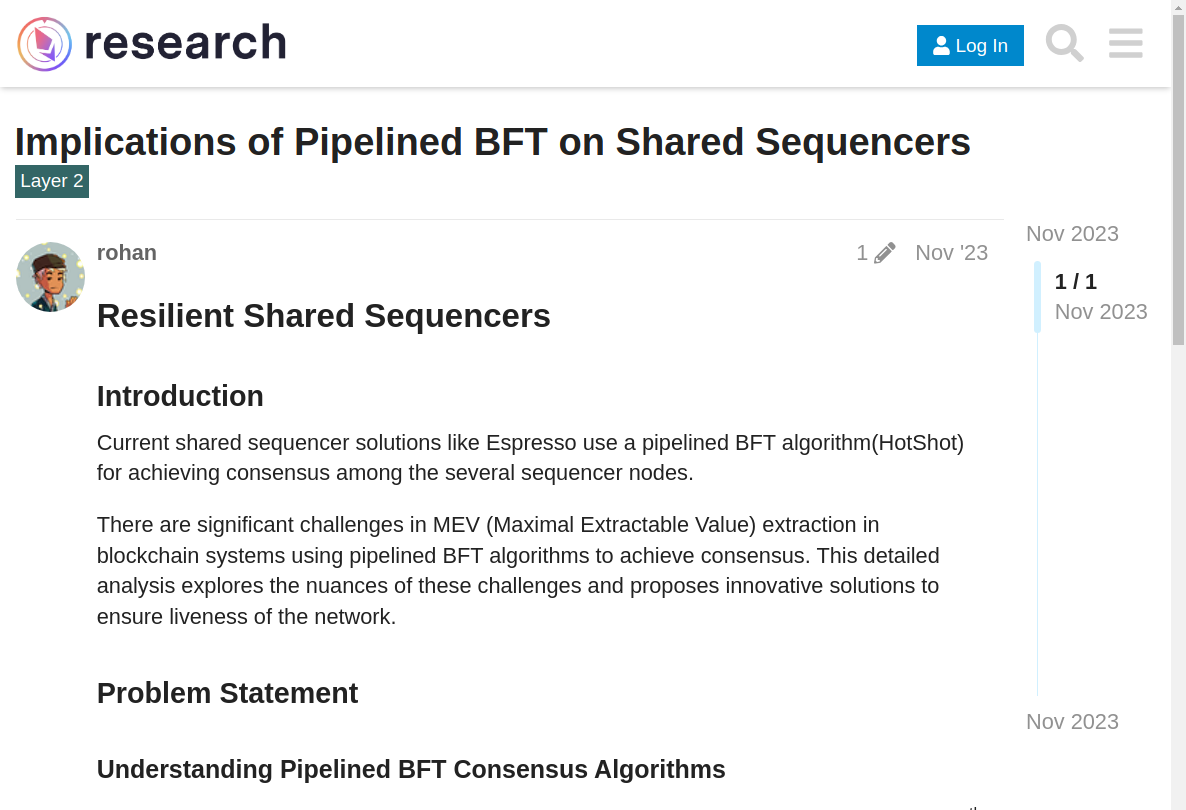 research
Log In
Implications of Pipelined BFT on Shared Sequencers
Layer 2
rohan
1
Nov '23
Nov 2023
1 / 1
Nov 2023
Resilient Shared Sequencers
Introduction
Current shared sequencer solutions like Espresso use a pipelined BFT algorithm(HotShot)
for achieving consensus among the several sequencer nodes.
There are significant challenges in MEV (Maximal Extractable Value) extraction in
blockchain systems using pipelined BFT algorithms to achieve consensus. This detailed
analysis explores the nuances of these challenges and proposes innovative solutions to
ensure liveness of the network.
Problem Statement
Nov 2023
Understanding Pipelined BFT Consensus Algorithms